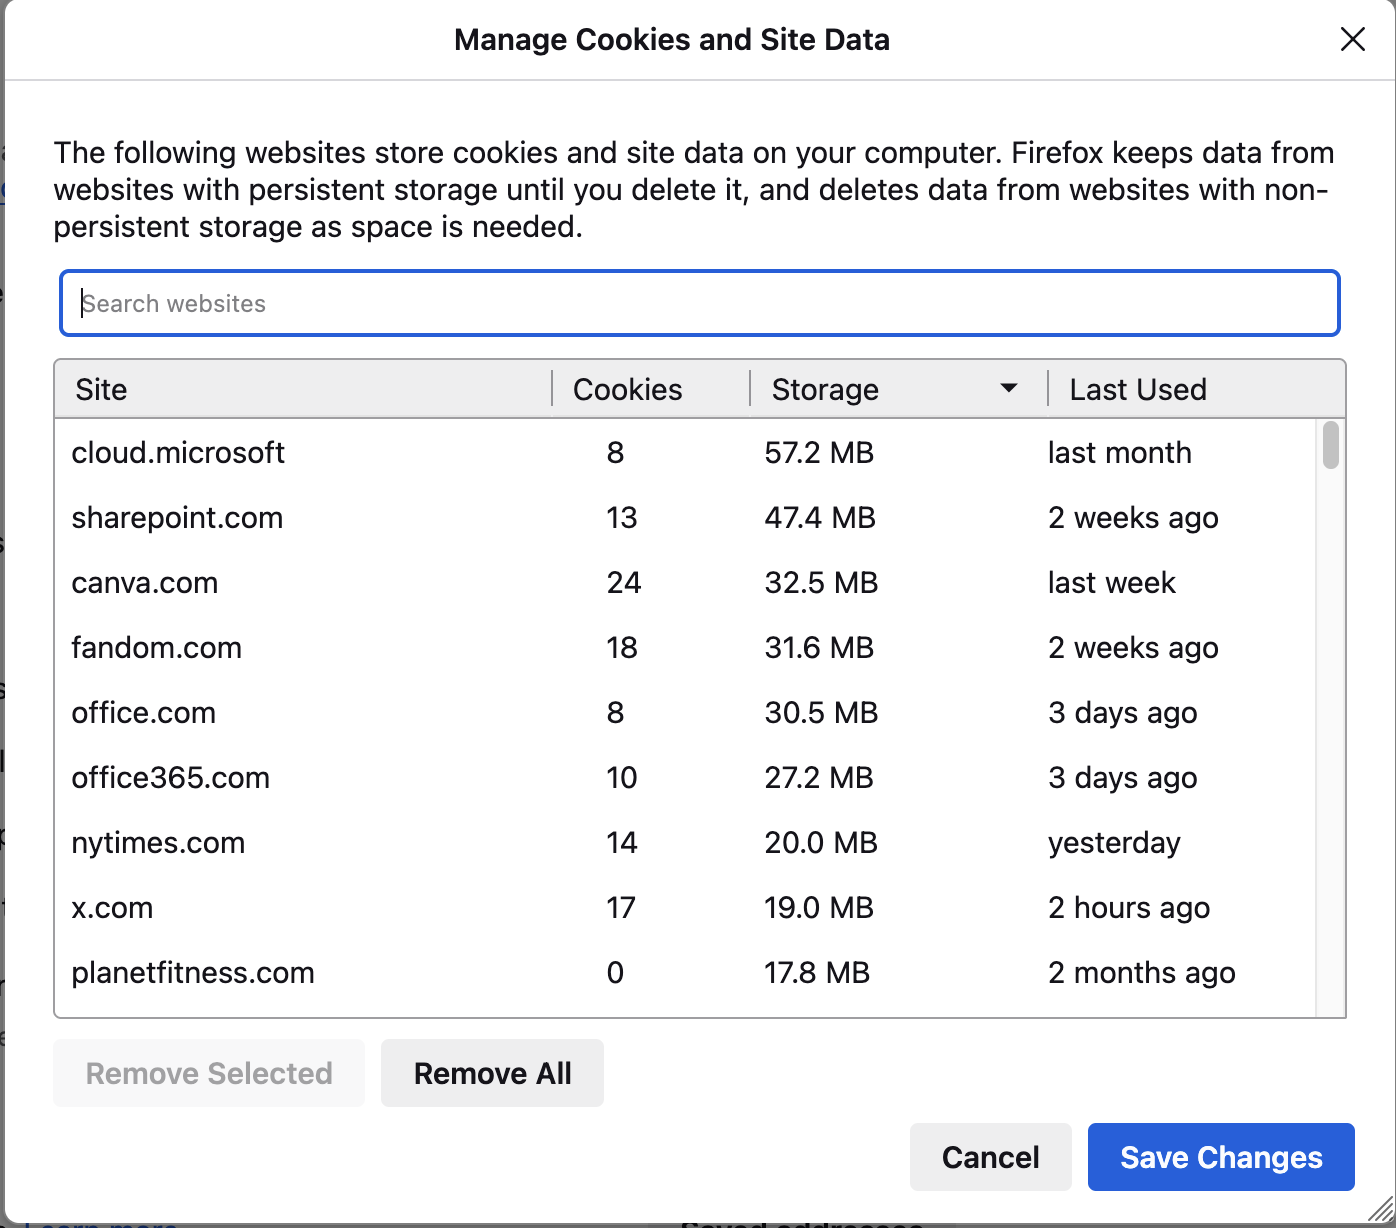 Manage Cookies and Site Data
The following websites store cookies and site data on your computer. Firefox keeps data from
websites with persistent storage until you delete it, and deletes data from websites with non-
persistent storage as space is needed.
Search websites
Site Cookies Storage Last Used
cloud.microsoft 8 57.2 MB last month
sharepoint.com 13 47.4 MB 2 weeks ago
canva.com 24 32.5 MB last week
fandom.com 18 31.6 MB 2 weeks ago
office.com 8 30.5 MB 3 days ago
office365.com 10 27.2 MB 3 days ago
nytimes.com 14 20.0 MB yesterday
x.com 17 19.0 MB 2 hours ago
planetfitness.com 0 17.8 MB 2 months ago
Remove Selected Remove All
Cancel Save Changes